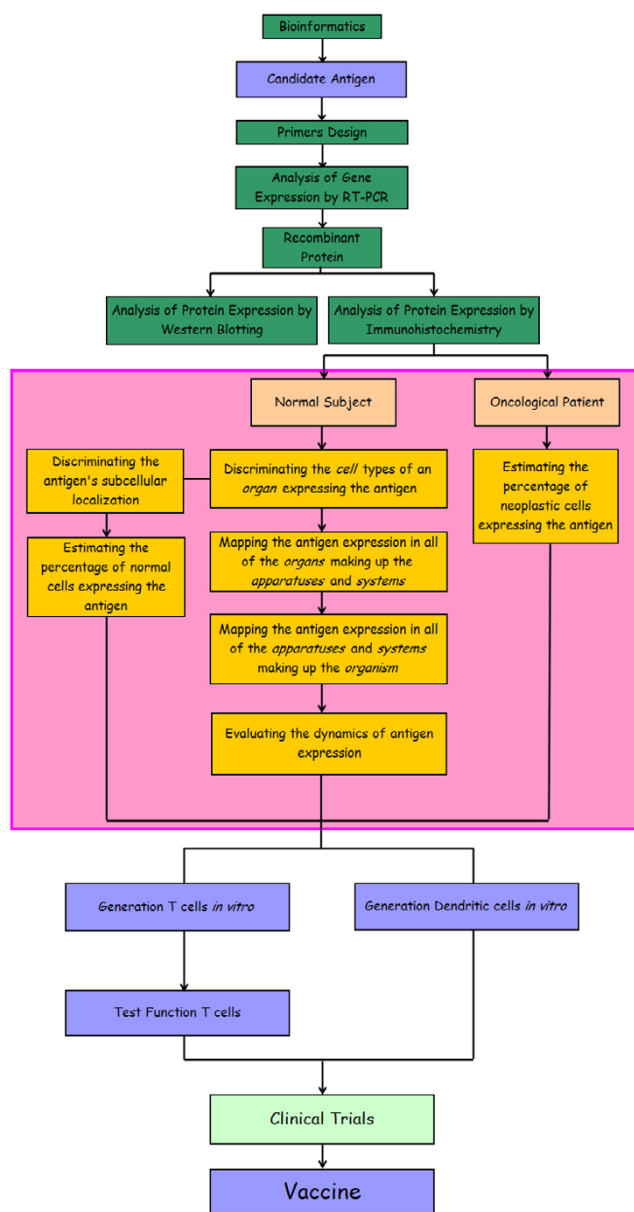 Bioinformatics
Candidate Antigen
Primers Design
Analysis of Gene
Expression by RT-PCR
Recombinant
Protein
Analysis of Protein Expression by
Western Blotting
Analysis of Protein Expression by
Immunohistochemistry
Normal Subject
Oncological Patient
Discriminating the
antigen's subcellular
localization
Discriminating the cell types of an
organ expressing the antigen
Estimating the
percentage of neoplastic cells
expressing the antigen
Estimating the
percentage of normal
cells expressing the
antigen
Mapping the antigen expression in all
of the organs making up the
apparatuses and systems
Mapping the antigen expression in all
of the apparatuses and systems
making up the organism
Evaluating the dynamics of antigen
expression
Generation T cells in vitro
Generation Dendritic cells in vitro
Test Function T cells
Clinical Trials
Vaccine